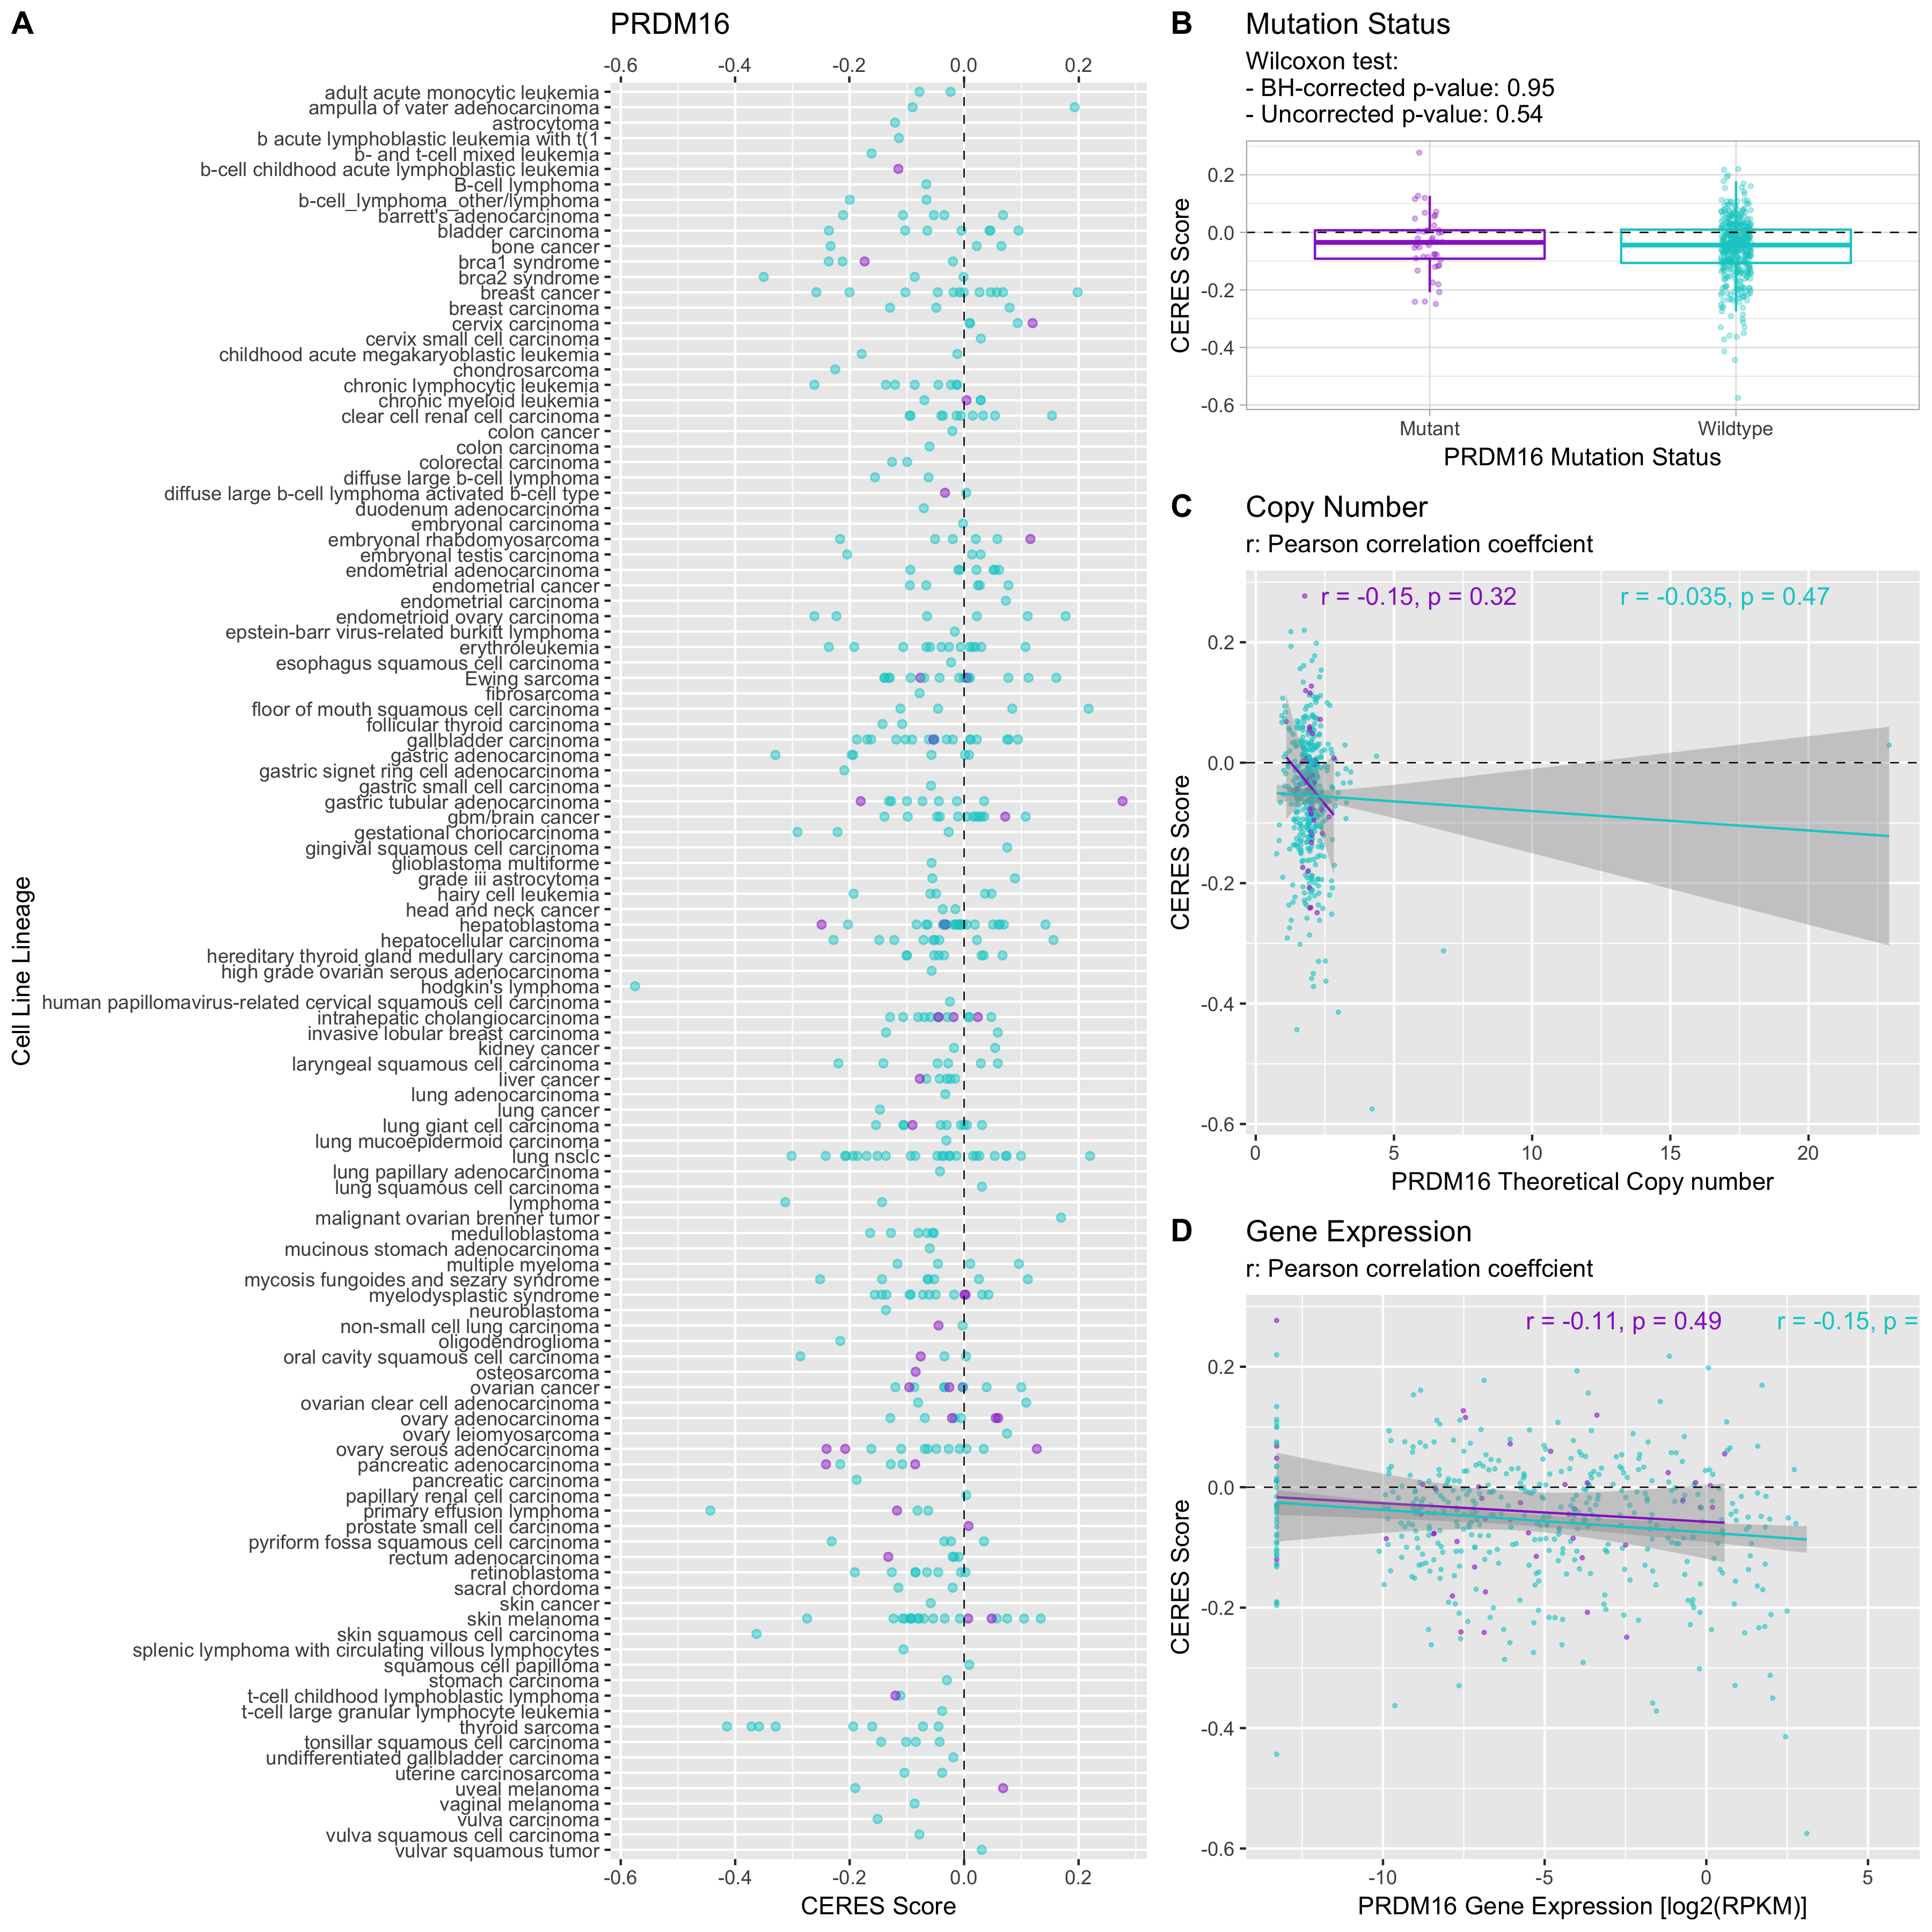 A
PRDM16
-0.6 -0.4 -0.2 0.0 0.2
Cell Line Lineage
adult acute monocytic leukemia
ampulla of vater adenocarcinoma
astrocytoma
b acute lymphoblastic leukemia with t(1
b- and t-cell mixed leukemia
b-cell childhood acute lymphoblastic leukemia
B-cell lymphoma
b-cell_lymphoma_other/lymphoma
barrett's adenocarcinoma
bladder carcinoma
bone cancer
brca1 syndrome
brca2 syndrome
breast cancer
breast carcinoma
cervix carcinoma
cervix small cell carcinoma
childhood acute megakaryoblastic leukemia
chondrosarcoma
chronic lymphocytic leukemia
chronic myeloid leukemia
clear cell renal cell carcinoma
colon cancer
colon carcinoma
colorectal carcinoma
diffuse large b-cell lymphoma
diffuse large b-cell lymphoma activated b-cell type
duodenum adenocarcinoma
embryonal carcinoma
embryonal rhabdomyosarcoma
embryonal testis carcinoma
endometrial adenocarcinoma
endometrial cancer
endometrial carcinoma
endometrioid ovary carcinoma
epstein-barr virus-related burkitt lymphoma
erythroleukemia
esophagus squamous cell carcinoma
Ewing sarcoma
fibrosarcoma
floor of mouth squamous cell carcinoma
follicular thyroid carcinoma
gallbladder carcinoma
gastric adenocarcinoma
gastric signet ring cell adenocarcinoma
gastric small cell carcinoma
gastric tubular adenocarcinoma
gbm/brain cancer
gestational choriocarcinoma
gingival squamous cell carcinoma
glioblastoma multiforme
grade iii astrocytoma
hairy cell leukemia
head and neck cancer
hepatoblastoma
hepatocellular carcinoma
hereditary thyroid gland medullary carcinoma
high grade ovarian serous adenocarcinoma
hodgkin's lymphoma
human papillomavirus-related cervical squamous cell carcinoma
intrahepatic cholangiocarcinoma
invasive lobular breast carcinoma
kidney cancer
laryngeal squamous cell carcinoma
liver cancer
lung adenocarcinoma
lung cancer
lung giant cell carcinoma
lung mucoepidermoid carcinoma
lung nsclc
lung papillary adenocarcinoma
lung squamous cell carcinoma
lymphoma
malignant ovarian brenner tumor
medulloblastoma
mucinous stomach adenocarcinoma
multiple myeloma
mycosis fungoides and sezary syndrome
myelodysplastic syndrome
neuroblastoma
non-small cell lung carcinoma
oligodendroglioma
oral cavity squamous cell carcinoma
osteosarcoma
ovarian cancer
ovarian clear cell adenocarcinoma
ovary adenocarcinoma
ovary leiomyosarcoma
ovary serous adenocarcinoma
pancreatic adenocarcinoma
pancreatic carcinoma
papillary renal cell carcinoma
primary effusion lymphoma
prostate small cell carcinoma
pyriform fossa squamous cell carcinoma
rectum adenocarcinoma
retinoblastoma
sacral chordoma
skin cancer
skin melanoma
skin squamous cell carcinoma
splenic lymphoma with circulating villous lymphocytes
squamous cell papilloma
stomach carcinoma
t-cell childhood lymphoblastic lymphoma
t-cell large granular lymphocyte leukemia
thyroid sarcoma
tonsillar squamous cell carcinoma
undifferentiated gallbladder carcinoma
uterine carcinosarcoma
uveal melanoma
vaginal melanoma
vulva carcinoma
vulva squamous cell carcinoma
vulvar squamous tumor
-0.6 -0.4 -0.2 0.0 0.2
CERES Score
B
Mutation Status
Wilcoxon test:
- BH-corrected p-value: 0.95
- Uncorrected p-value: 0.54
CERES Score
0.2
0.0
-0.2
-0.4
-0.6
Mutant Wildtype
PRDM16 Mutation Status
C
Copy Number
r: Pearson correlation coeffcient
r = -0.15, p = 0.32 r = -0.035, p = 0.47
CERES Score
0.2
0.0
-0.2
-0.4
-0.6
0 5 10 15 20
PRDM16 Theoretical Copy number
D
Gene Expression
r: Pearson correlation coeffcient
r = -0.11, p = 0.49 r = -0.15, p =
CERES Score
0.2
0.0
-0.2
-0.4
-0.6
-10 -5 0 5
PRDM16 Gene Expression [log2(RPKM)]